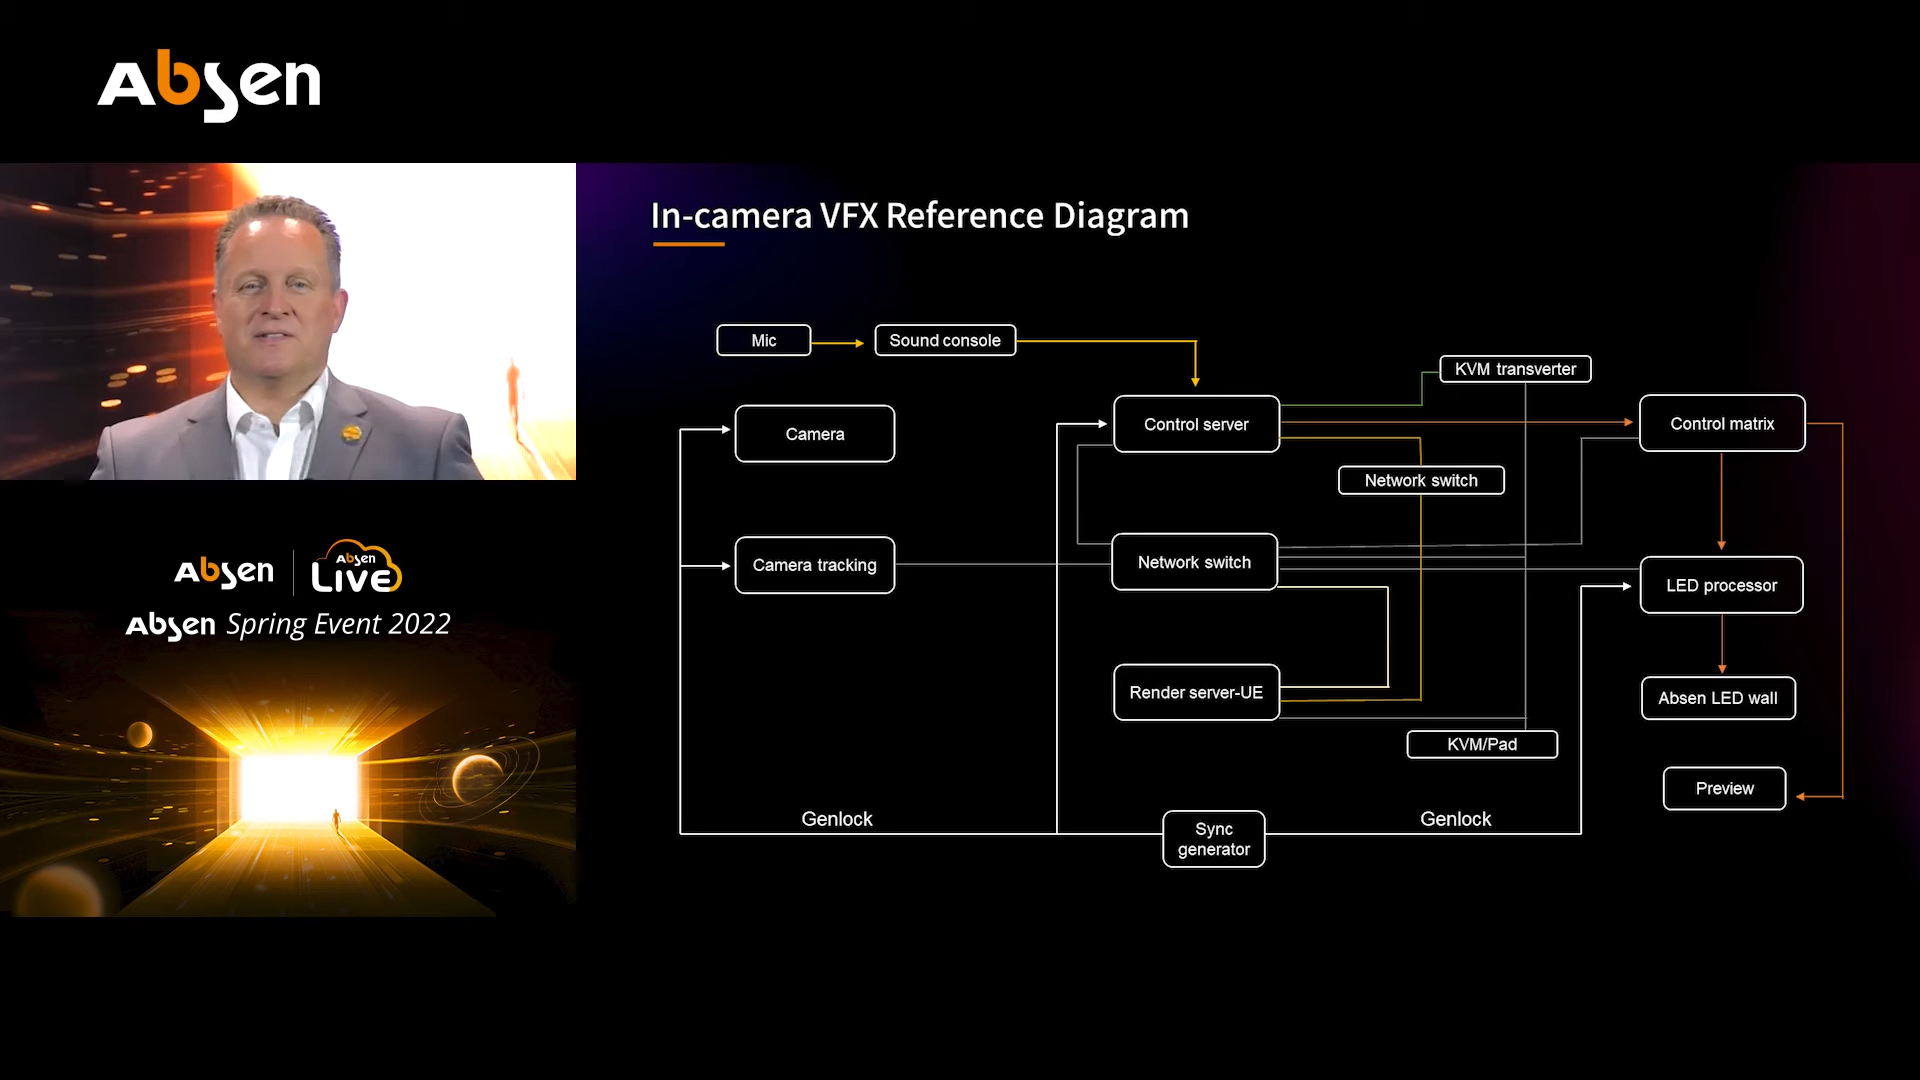 Absen
In-camera VFX Reference Diagram
Mic
Sound console
KVM transverter
Camera
Control server
Control matrix
Network switch
Camera tracking
Network switch
LED processor
Render server-UE
Absen LED wall
KVM/Pad
Preview
Genlock
Sync
generator
Genlock
Absen
Absen
LIVE
Absen Spring Event 2022